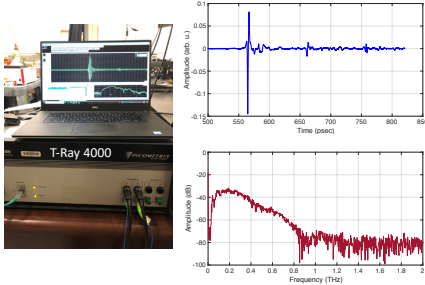 T-Ray 4000
PICOMETRIX
0.1
0.05
0
-0.05
-0.1
-0.15
Amplitude (arb. u.)
500 550 600 650 700 750 800 850
Time (psec)
0
-20
-40
-60
-80
-100
Amplitude (dB)
0 0.2 0.4 0.6 0.8 1 1.2 1.4 1.6 1.8 2
Frequency (THz)